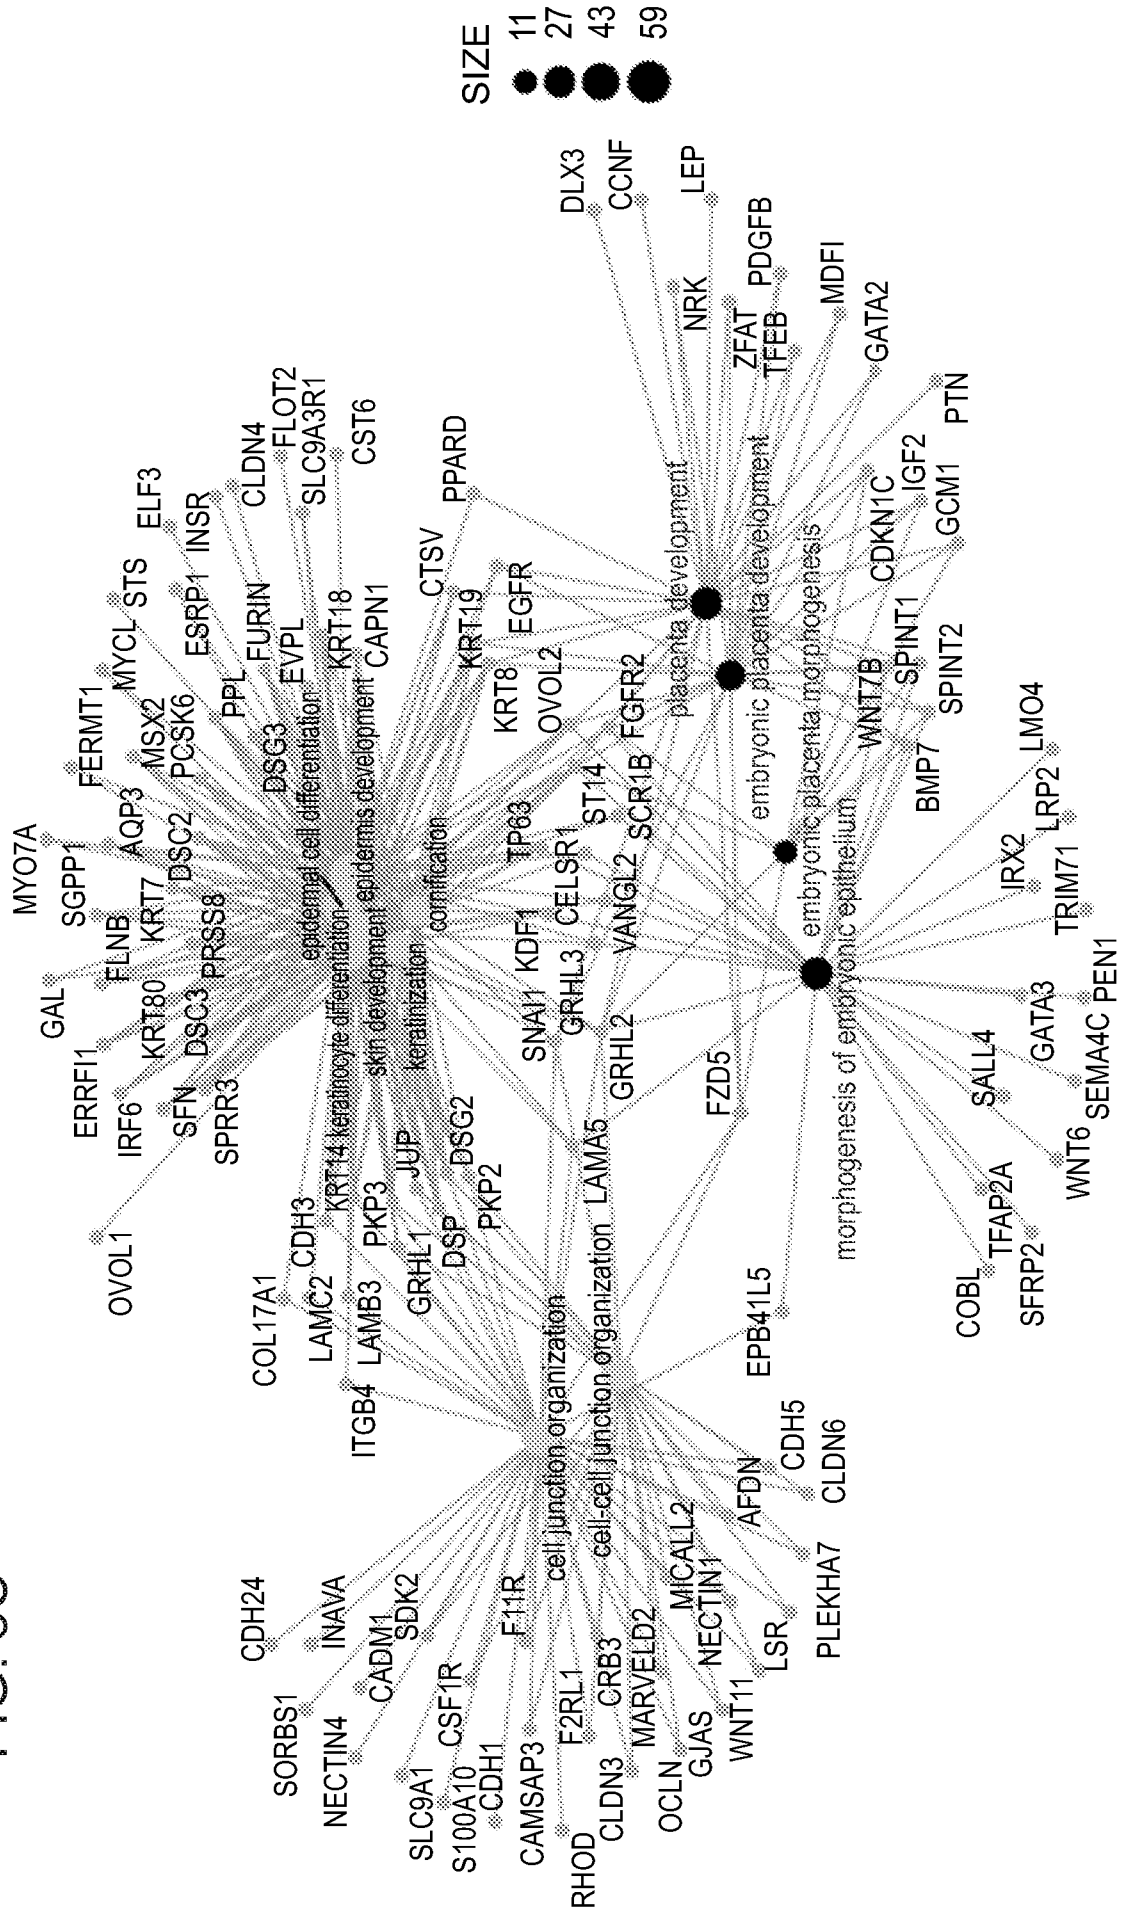 SIZE
11
27
43
59
DLX3
CCNF
LEP
NRK
PDGFB
ZFAT
TFEB
MDFI
GATA2
PTN
IGF2
CDKN1C
GCM1
FLOT2
SLC9A3R1
CST6
CLDN4
ELF3
INSR
PPARD
STS
ESRP1
FURIN
EVPL
KRT18
CAPN1
CTSV
KRT19
EGFR
MYCL
PPL
FERMT1
MSX2
PCSK6
DSG3
KRT8
OVOL2
FGFR2
placenta development
embryonic placenta development
embryonic placenta morphogenesis
SPINT1
SPINT2
WNT7B
BMP7
MYO7A
SGPP1
AQP3
DSC2
KRT7
FLNB
PRSS8
epidermal cell differentiation
epidermis development
cornification
TP63
ST14
SCR1B
CELSR1
VANGL2
KDF1
GRHL3
SNAI1
GRHL2
LMO4
LRP2
IRX2
TRIM71
PEN1
GATA3
SEMA4C
SALL4
WNT6
TFAP2A
SFRP2
COBL
morphogenesis of embryonic epithelium
FZD5
GAL
ERRFI1
KRT80
DSC3
IRF6
SFN
SPRR3
keratinocyte differentiation
skin development
keratinization
OVOL1
KRT14
CDH3
JUP
DSG2
PKP3
PKP2
DSP
GRHL1
LAMA5
COL17A1
LAMC2
LAMB3
ITGB4
EPB41L5
cell junction organization
cell-cell junction organization
CDH5
CLDN6
AFDN
MICALL2
NECTIN1
PLEKHA7
LSR
WNT11
CDH24
INAVA
SORBS1
CADM1
SDK2
NECTIN4
CSF1R
F11R
SLC9A1
S100A10
CDH1
CAMSAP3
F2RL1
CRB3
MARVELD2
RHOD
CLDN3
OCLN
GJAS